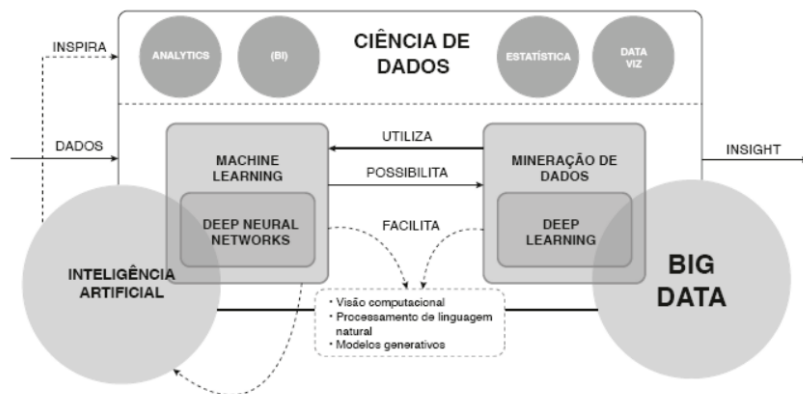 INSPIRA
ANALYTICS
(BI)
CIÊNCIA DE
DADOS
ESTATÍSTICA
DATA
VIZ
DADOS
UTILIZA
INSIGHT
MACHINE
LEARNING
POSSIBILITA
MINERAÇÃO DE
DADOS
DEEP NEURAL
NETWORKS
FACILITA
DEEP
LEARNING
INTELIGÊNCIA
ARTIFICIAL
BIG
DATA
• Visão computacional
• Processamento de linguagem
natural
• Modelos generativos